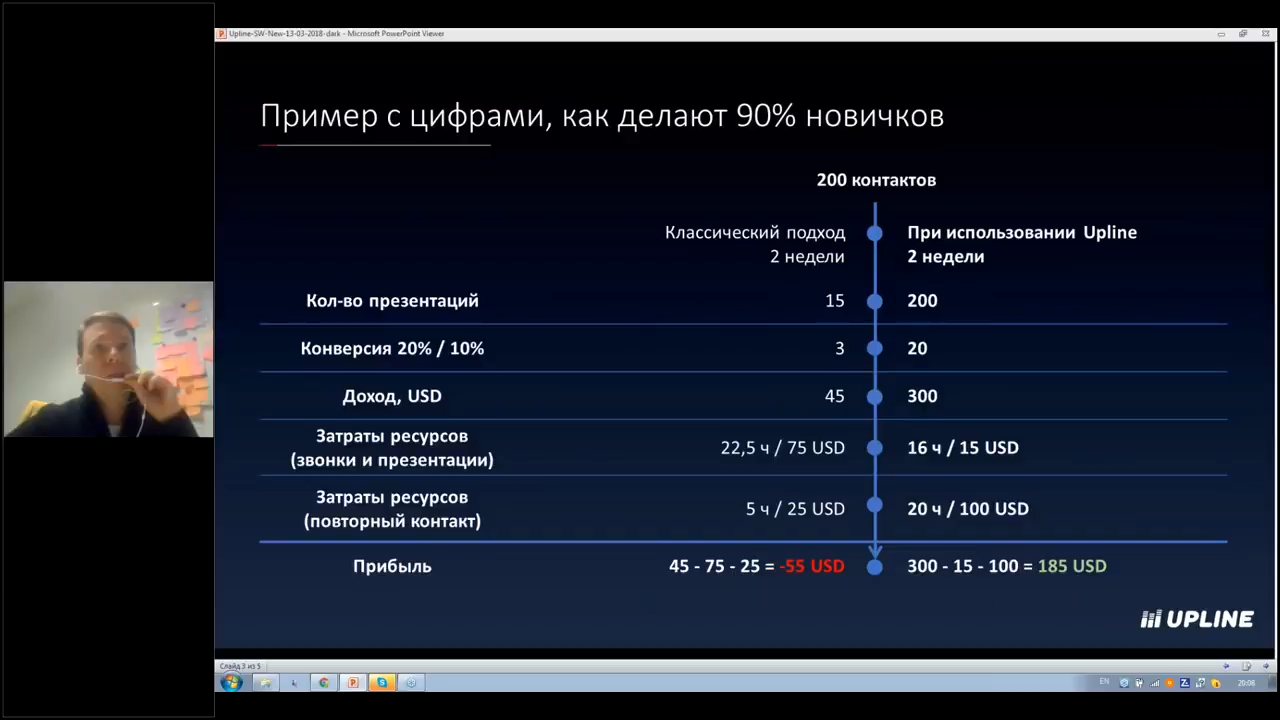 Upline-SW-New-13-03-2018-dark - Microsoft PowerPoint Viewer
Пример с цифрами, как делают 90% новичков
200 контактов
Классический подход
2 недели
При использовании Upline
2 недели
Кол-во презентаций 15 200
Конверсия 20% / 10% 3 20
Доход, USD 45 300
Затраты ресурсов
(звонки и презентации)
22,5 ч / 75 USD 16 ч / 15 USD
Затраты ресурсов
(повторный контакт)
5 ч / 25 USD 20 ч / 100 USD
Прибыль 45 - 75 - 25 = -55 USD 300 - 15 - 100 = 185 USD
UPLINE
Слайд 3 из 5
EN 20:08